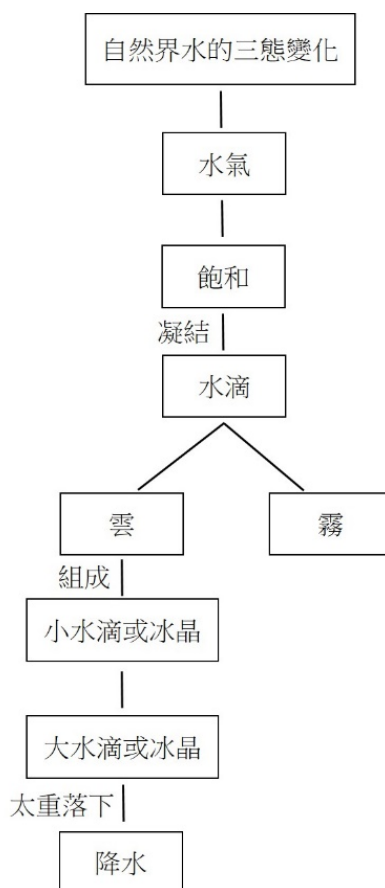 自然界水的三態變化
水氣
飽和
凝結
水滴
雲
霧
組成
小水滴或冰晶
大水滴或冰晶
太重落下
降水